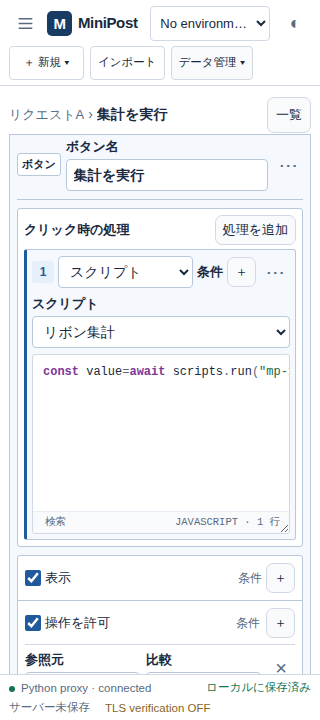 M MiniPost No environm…
＋ 新規 ▾ インポート データ管理 ▾
リクエストA › 集計を実行 一覧
ボタン名
ボタン 集計を実行 ···
クリック時の処理 処理を追加
1 スクリプト 条件 ＋ ···
スクリプト
リボン集計
const value=await scripts.run("mp-
検索 JAVASCRIPT · 1 行
表示 条件 ＋
操作を許可 条件 ＋
参照元 比較 ×
Python proxy · connected ローカルに保存済み
サーバー未保存 TLS verification OFF